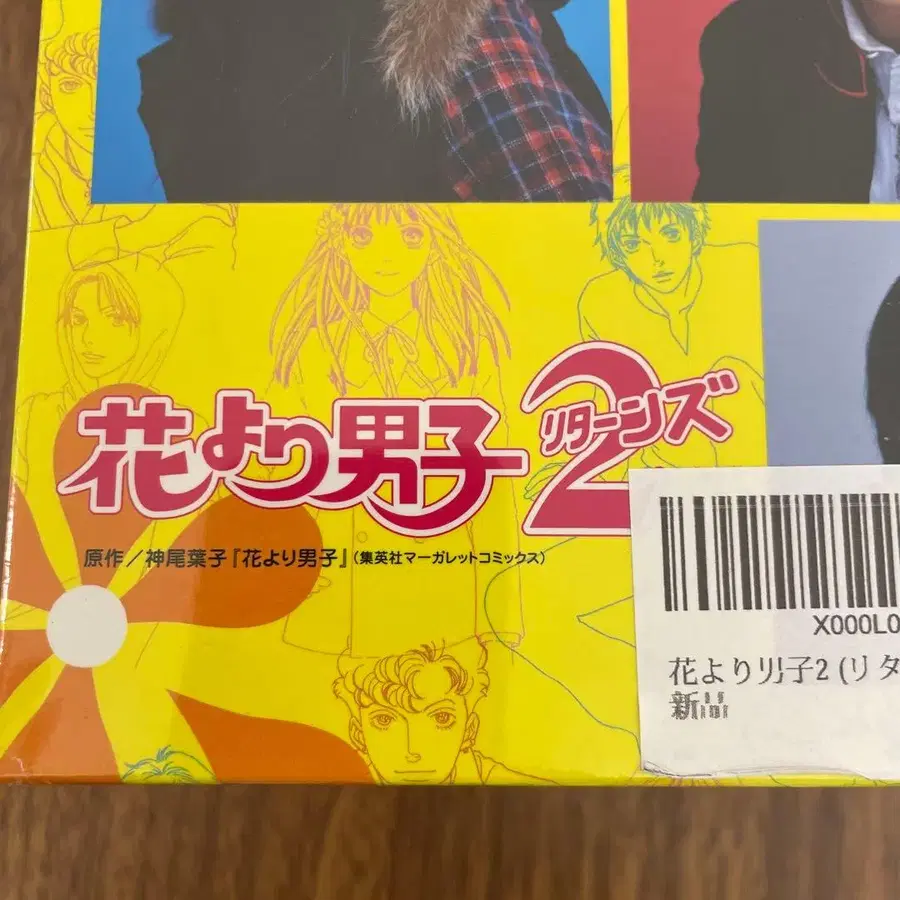 花より男子2
リターンズ
原作／神尾葉子『花より男子』（集英社マーガレットコミックス）
X000L0
花より男子2 (リタ
新品